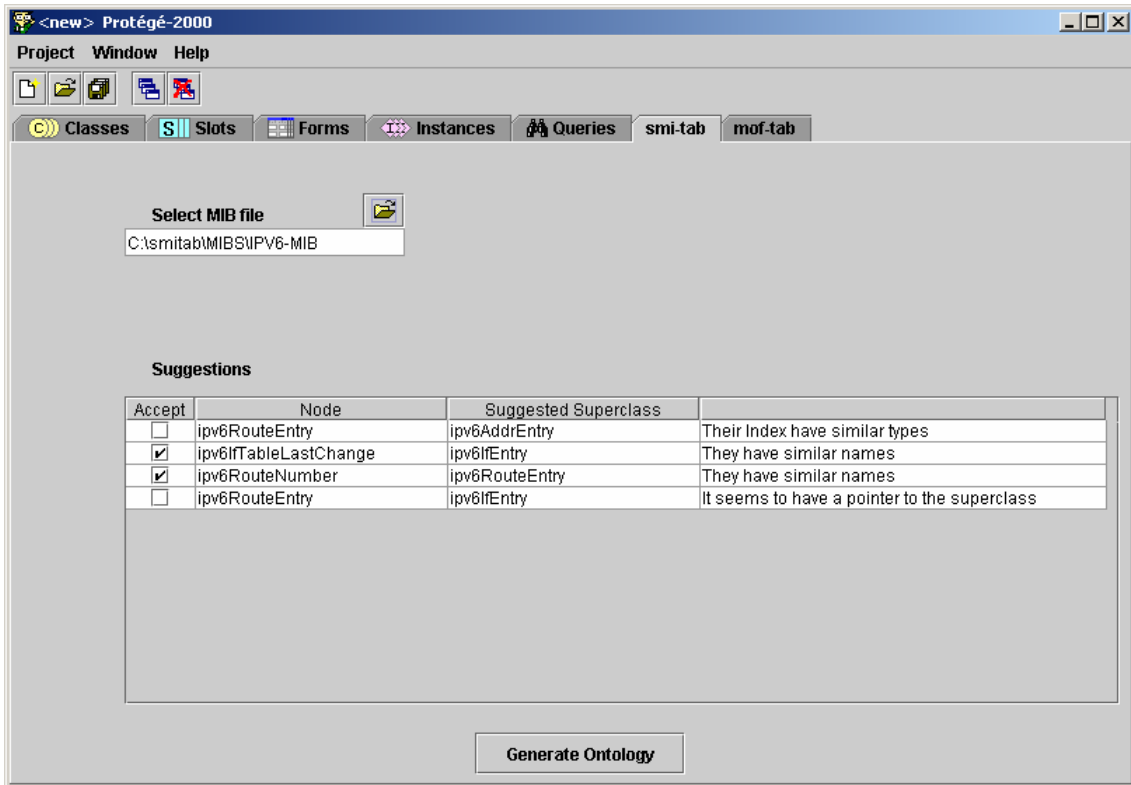 <new> Protégé-2000
Project Window Help
C Classes S Slots Forms I Instances Queries smi-tab mof-tab
Select MIB file
C:\smitab\MIBS\IPV6-MIB
Suggestions
Accept Node Suggested Superclass
ipv6RouteEntry ipv6AddrEntry Their Index have similar types
ipv6IfTableLastChange ipv6IfEntry They have similar names
ipv6RouteNumber ipv6RouteEntry They have similar names
ipv6RouteEntry ipv6IfEntry It seems to have a pointer to the superclass
Generate Ontology